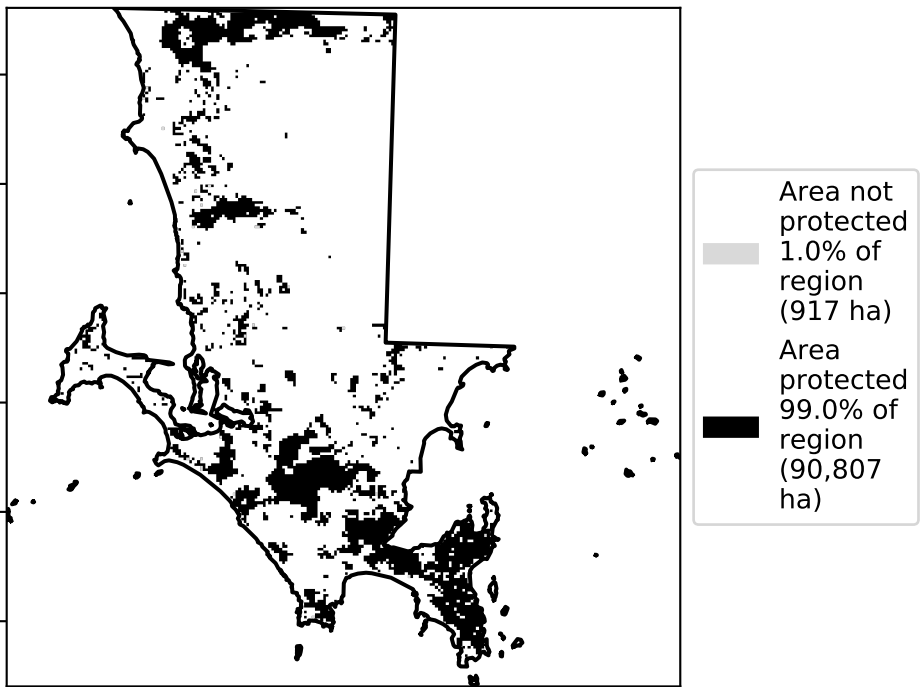 Area not
protected
1.0% of
region
(917 ha)
Area
protected
99.0% of
region
(90,807
ha)